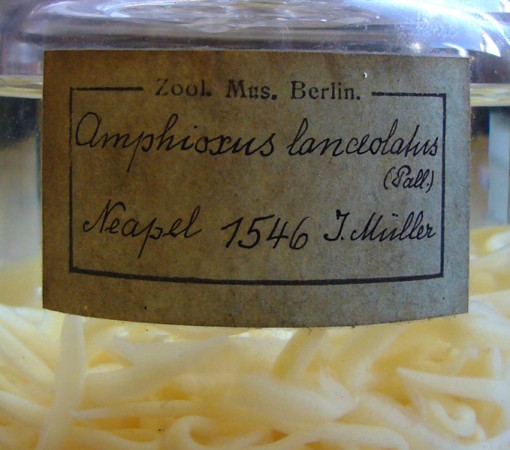 Zool. Mus. Berlin.
Amphioxus lanceolatus
(Pall.)
Neapel 1546 J. Müller